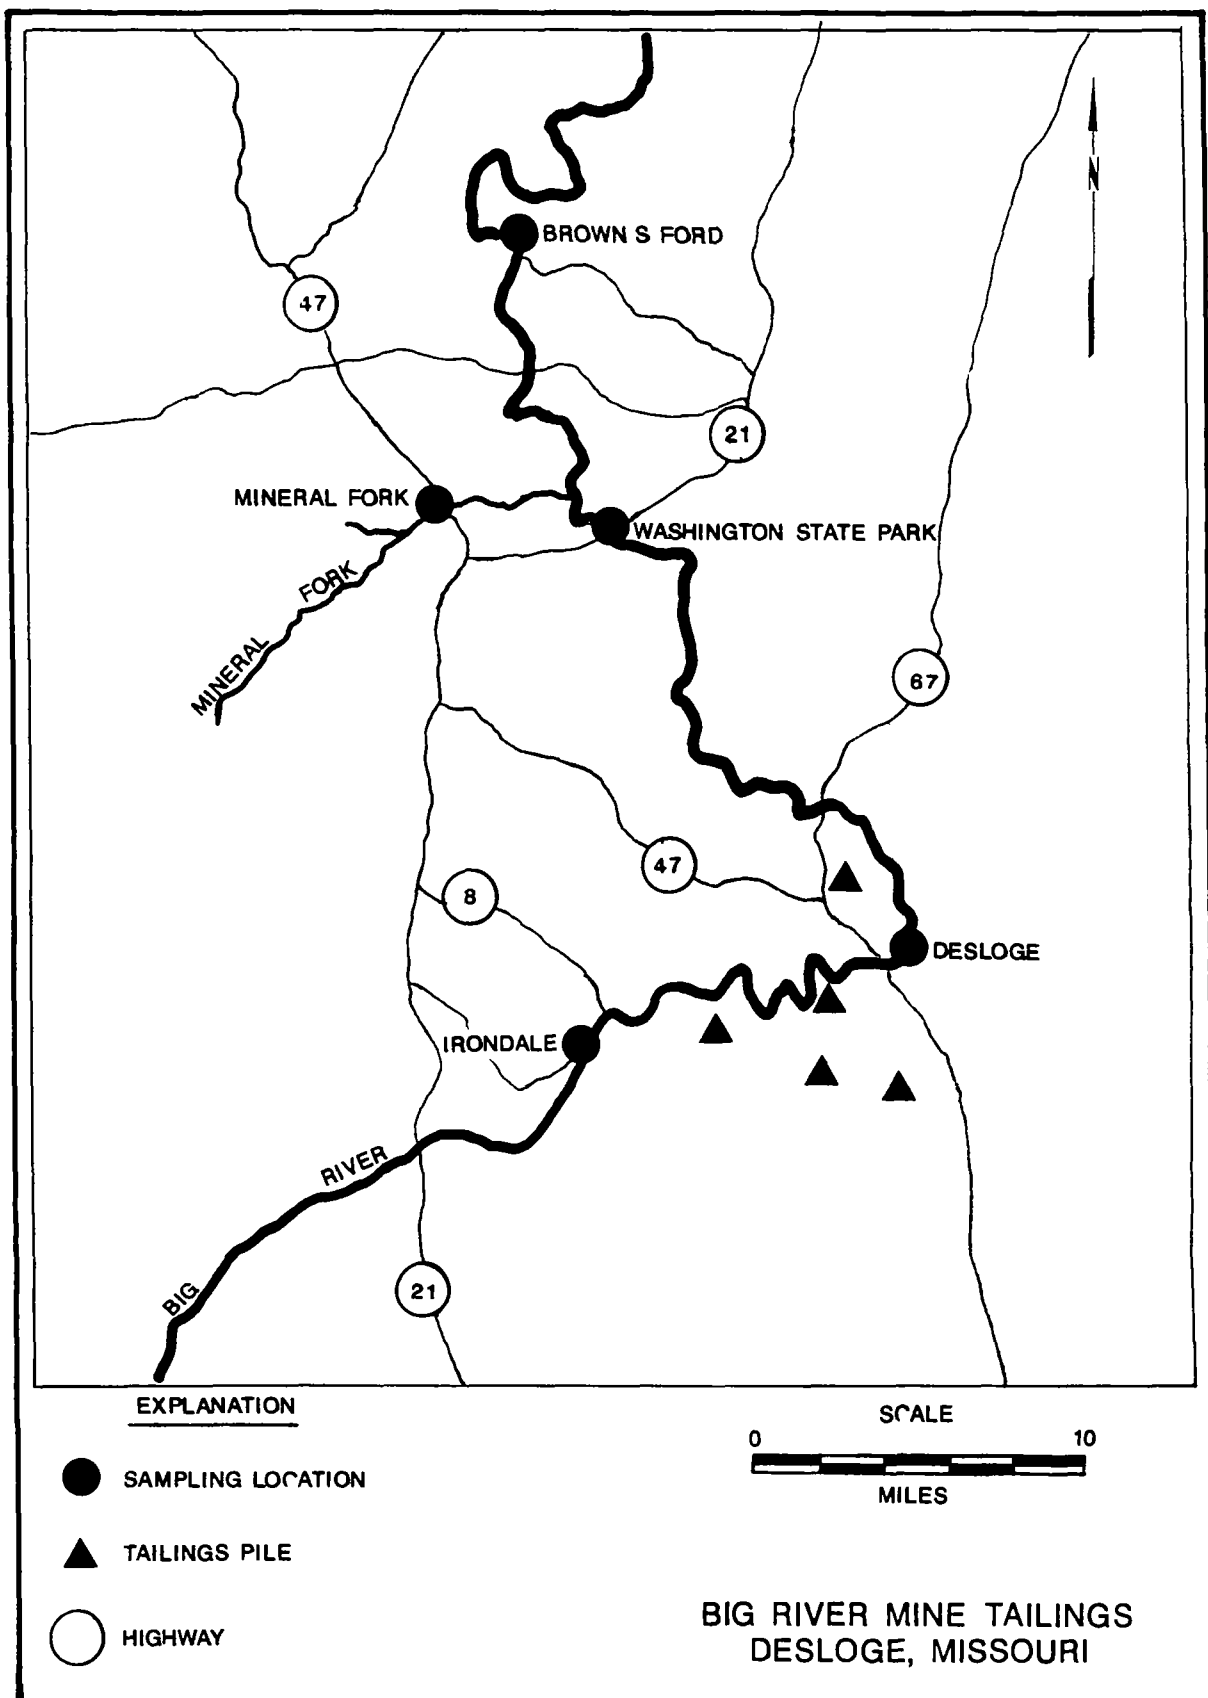 N
BROWN S FORD
47
21
MINERAL FORK
WASHINGTON STATE PARK
MINERAL FORK
67
47
8
DESLOGE
IRONDALE
BIG RIVER
21
EXPLANATION
SAMPLING LOCATION
TAILINGS PILE
HIGHWAY
SCALE
0 10
MILES
BIG RIVER MINE TAILINGS
DESLOGE, MISSOURI